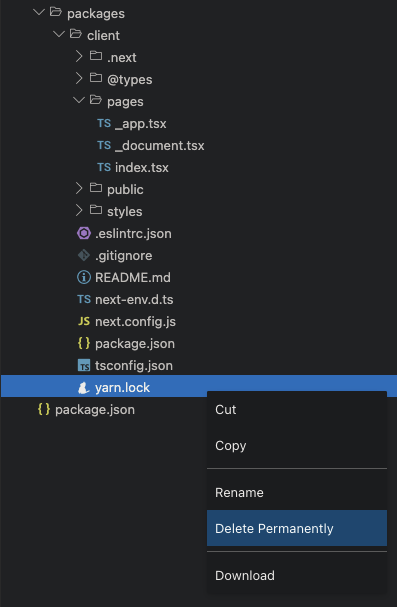 packages
client
.next
@types
pages
TS _app.tsx
TS _document.tsx
TS index.tsx
public
styles
.eslintrc.json
.gitignore
README.md
TS next-env.d.ts
JS next.config.js
{ } package.json
TS tsconfig.json
yarn.lock
{ } package.json
Cut
Copy
Rename
Delete Permanently
Download